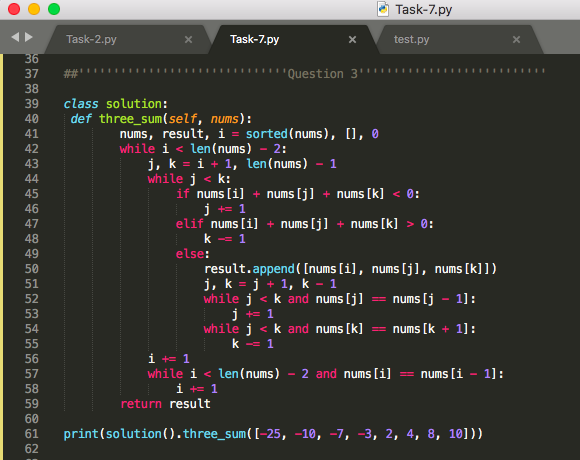 Task-7.py
Task-2.py × Task-7.py × test.py ×
36
37 ##''''''''''''''''''''''''''''''Question 3'''''''''''''''''''''''''''
38
39 class solution:
40  def three_sum(self, nums):
41         nums, result, i = sorted(nums), [], 0
42         while i < len(nums) - 2:
43             j, k = i + 1, len(nums) - 1
44             while j < k:
45                 if nums[i] + nums[j] + nums[k] < 0:
46                     j += 1
47                 elif nums[i] + nums[j] + nums[k] > 0:
48                     k -= 1
49                 else:
50                     result.append([nums[i], nums[j], nums[k]])
51                     j, k = j + 1, k - 1
52                     while j < k and nums[j] == nums[j - 1]:
53                         j += 1
54                     while j < k and nums[k] == nums[k + 1]:
55                         k -= 1
56             i += 1
57             while i < len(nums) - 2 and nums[i] == nums[i - 1]:
58                 i += 1
59         return result
60
61 print(solution().three_sum([-25, -10, -7, -3, 2, 4, 8, 10]))
62